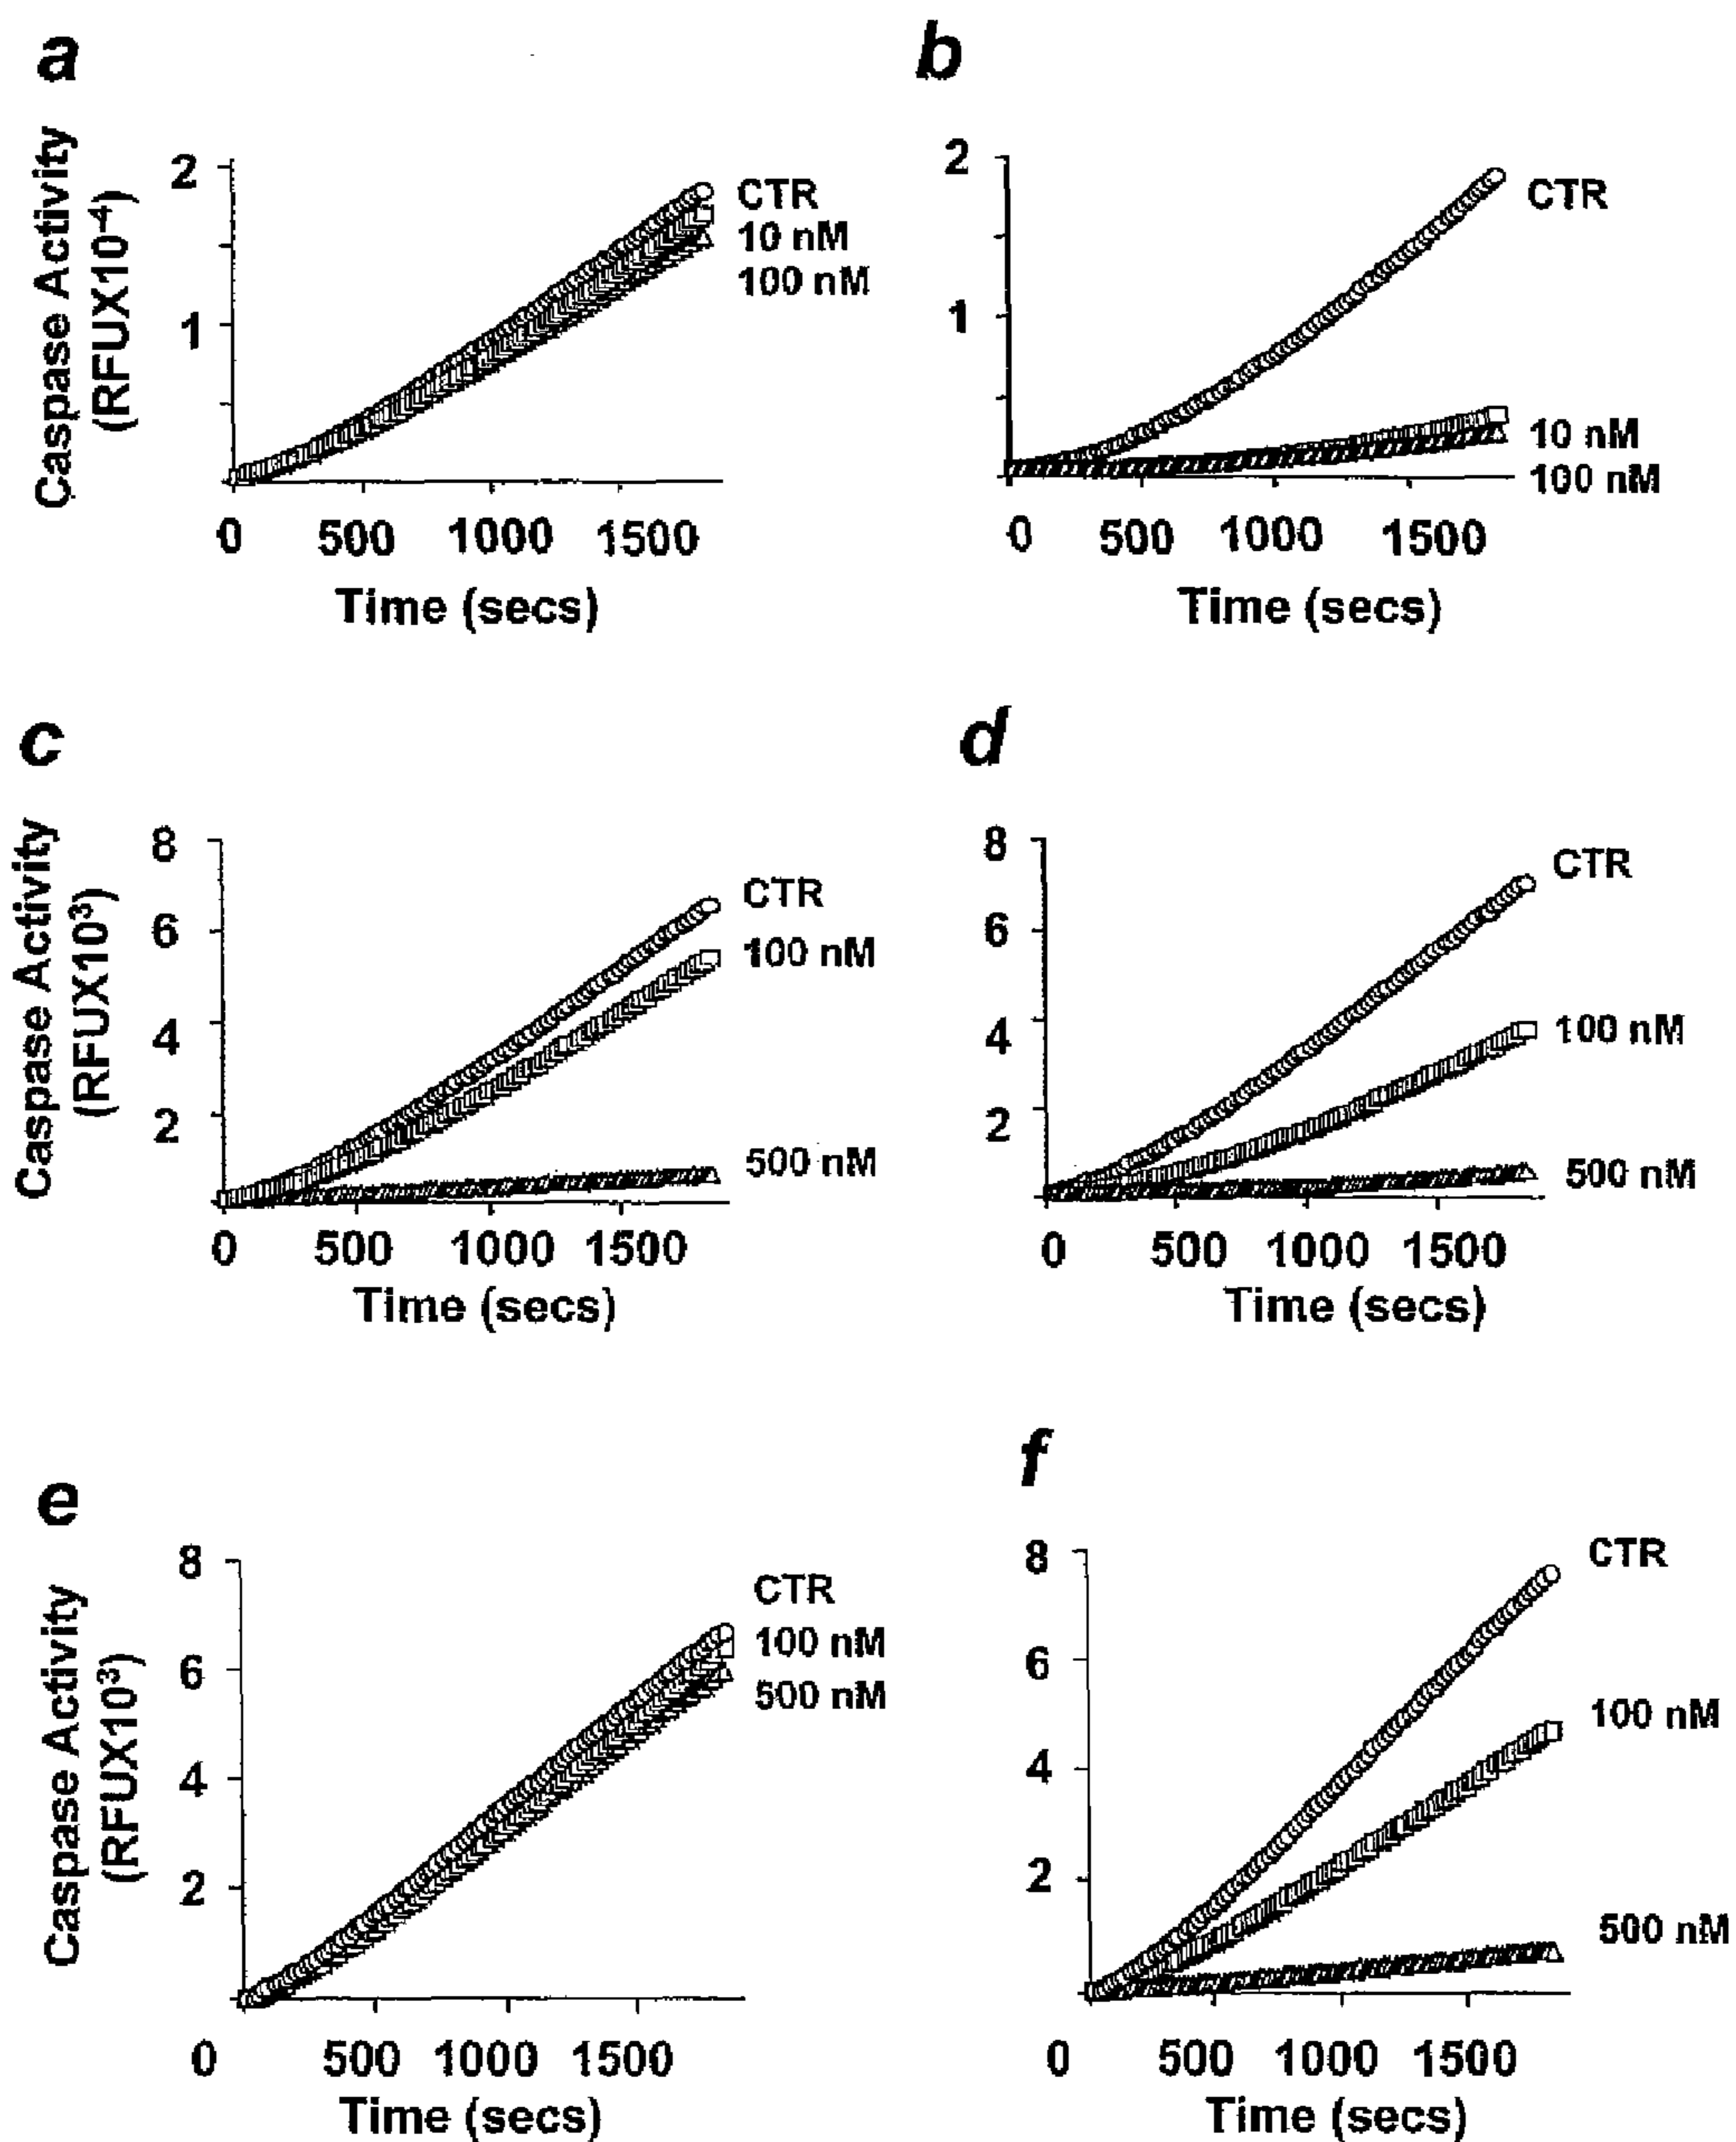 a
Caspase Activity
(RFUX10⁻⁴)
2
1
CTR
10 nM
100 nM
0 500 1000 1500
Time (secs)
b
2
1
CTR
10 nM
100 nM
0 500 1000 1500
Time (secs)
c
Caspase Activity
(RFUX10³)
8
6
4
2
CTR
100 nM
500 nM
0 500 1000 1500
Time (secs)
d
8
6
4
2
CTR
100 nM
500 nM
0 500 1000 1500
Time (secs)
e
Caspase Activity
(RFUX10³)
8
6
4
2
CTR
100 nM
500 nM
0 500 1000 1500
Time (secs)
f
8
6
4
2
CTR
100 nM
500 nM
0 500 1000 1500
Time (secs)